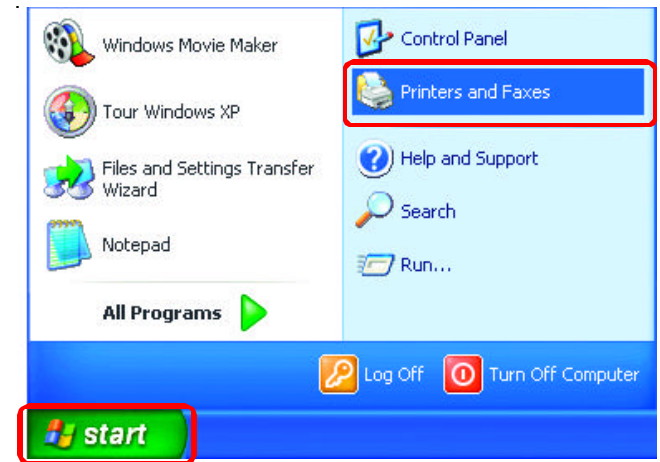 Windows Movie Maker
Tour Windows XP
Files and Settings Transfer
Wizard
Notepad
All Programs
Control Panel
Printers and Faxes
Help and Support
Search
Run...
Log Off
Turn Off Computer
start